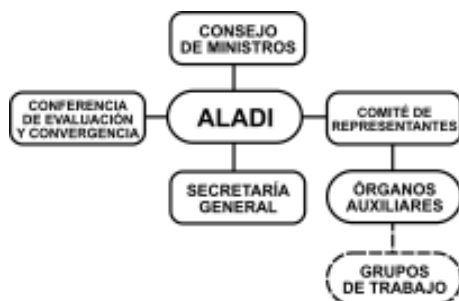 CONSEJO
DE MINISTROS
CONFERENCIA
DE EVALUACIÓN
Y CONVERGENCIA
ALADI
COMITÉ DE
REPRESENTANTES
SECRETARÍA
GENERAL
ÓRGANOS
AUXILIARES
GRUPOS
DE TRABAJO